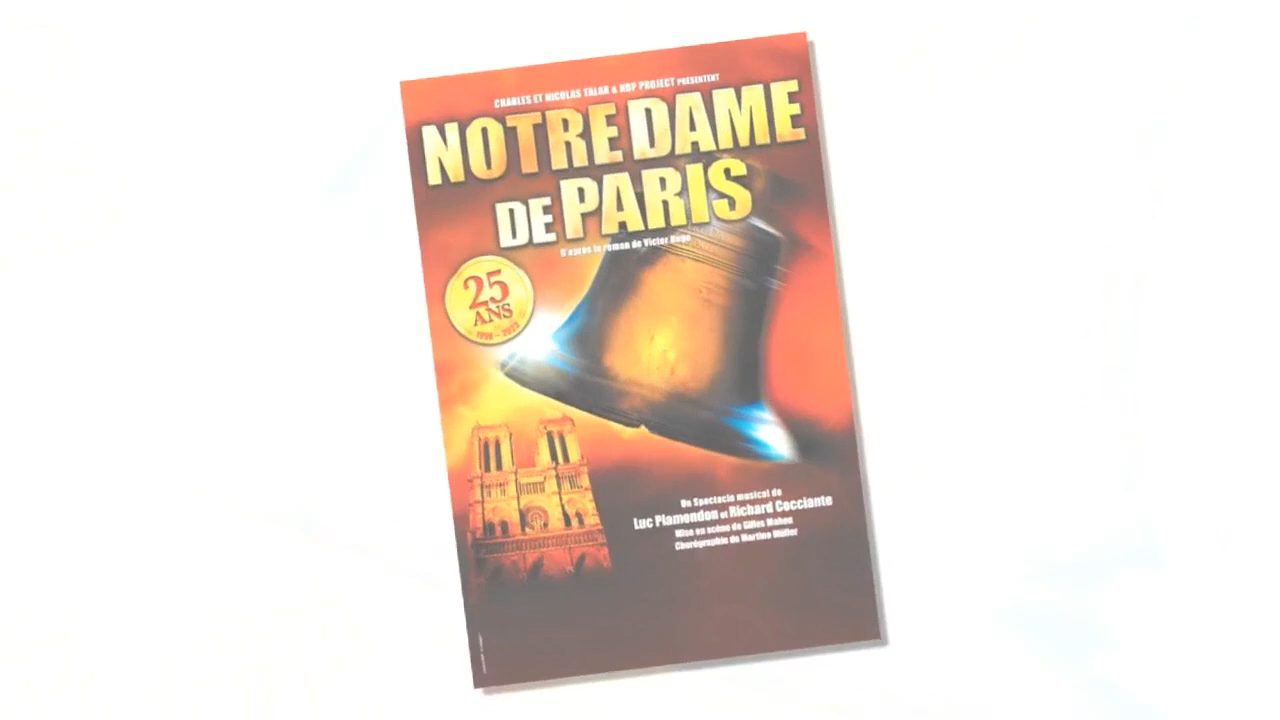 CHARLES ET NICOLAS TALAR & NDP PROJECT PRÉSENTENT
NOTRE DAME
DE PARIS
D'après le roman de Victor Hugo
25
ANS
1998 - 2023
Un Spectacle musical de
Luc Plamondon et Richard Cocciante
Mise en scène de Gilles Maheu
Chorégraphie de Martino Müller